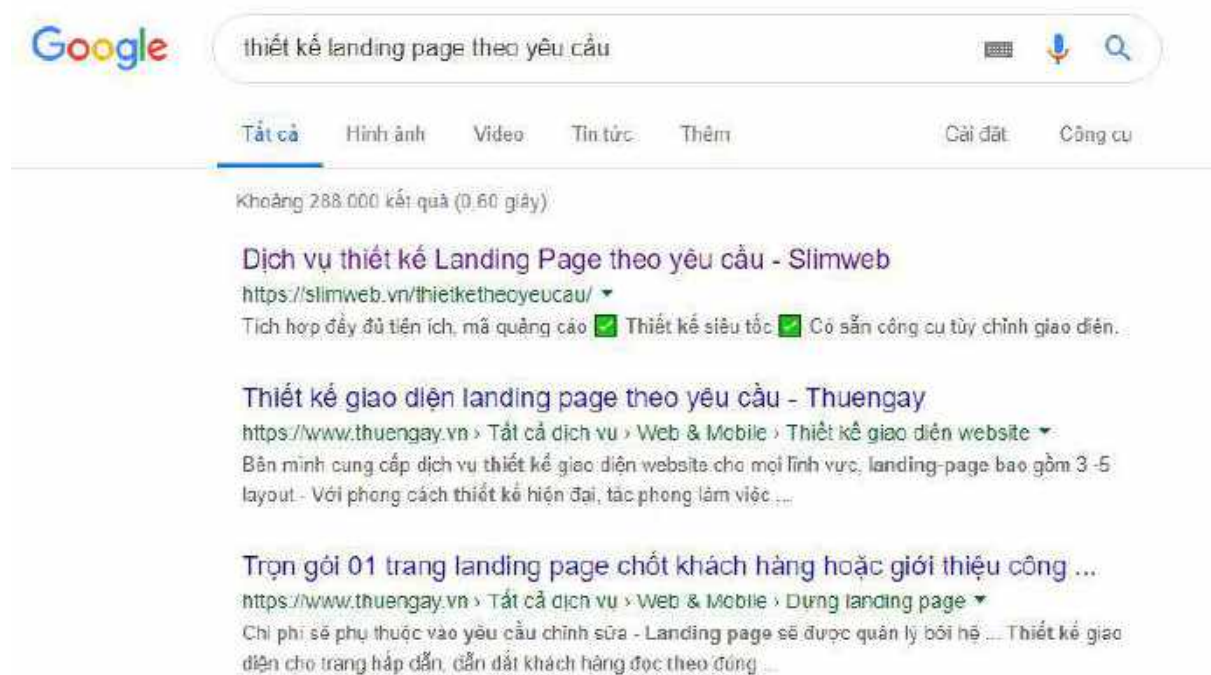 Google
thiết kế landing page theo yêu cầu
Tất cả Hình ảnh Video Tin tức Thêm Cài đặt Công cụ
Khoảng 288.000 kết quả (0,60 giây)
Dịch vụ thiết kế Landing Page theo yêu cầu - Slimweb
https://slimweb.vn/thietketheoyeucau/
Tích hợp đầy đủ tiện ích, mã quảng cáo ✅ Thiết kế siêu tốc ✅ Có sẵn công cụ tùy chỉnh giao diện.
Thiết kế giao diện landing page theo yêu cầu - Thuengay
https://www.thuengay.vn › Tất cả dịch vụ › Web & Mobile › Thiết kế giao diện website
Bên mình cung cấp dịch vụ thiết kế giao diện website cho mọi lĩnh vực, landing-page bao gồm 3 -5
layout - Với phong cách thiết kế hiện đại, tác phong làm việc ...
Trọn gói 01 trang landing page chốt khách hàng hoặc giới thiệu công ...
https://www.thuengay.vn › Tất cả dịch vụ › Web & Mobile › Dựng landing page
Chi phí sẽ phụ thuộc vào yêu cầu chỉnh sửa - Landing page sẽ được quản lý bởi hệ ... Thiết kế giao
diện cho trang hấp dẫn, dẫn dắt khách hàng đọc theo đúng ...